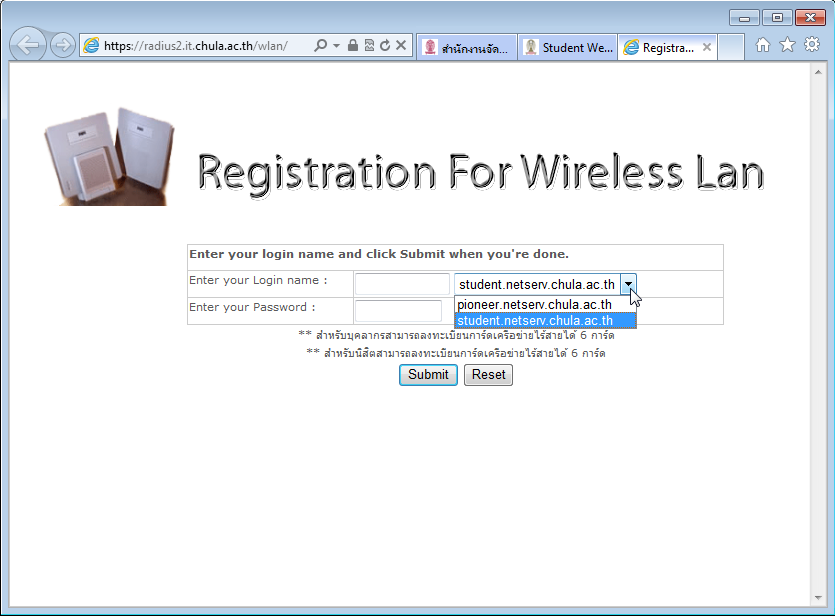 https://radius2.it.chula.ac.th/wlan/
สำนักงานจัด...
Student We...
Registra...
Registration For Wireless Lan
Enter your login name and click Submit when you're done.
Enter your Login name :
student.netserv.chula.ac.th
pioneer.netserv.chula.ac.th
student.netserv.chula.ac.th
Enter your Password :
** สำหรับบุคลากรสามารถลงทะเบียนการ์ดเครือข่ายไร้สายได้ 6 การ์ด
** สำหรับนิสิตสามารถลงทะเบียนการ์ดเครือข่ายไร้สายได้ 6 การ์ด
Submit
Reset